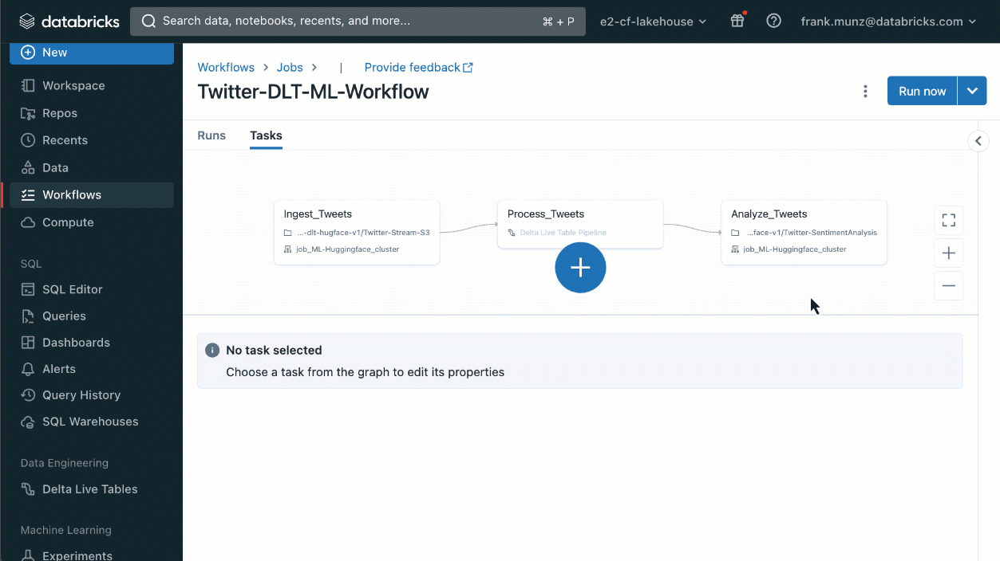 databricks
Search data, notebooks, recents, and more...
⌘ + P
e2-cf-lakehouse
frank.munz@databricks.com
New
Workspace
Repos
Recents
Data
Workflows
Compute
SQL
SQL Editor
Queries
Dashboards
Alerts
Query History
SQL Warehouses
Data Engineering
Delta Live Tables
Machine Learning
Experiments
Workflows > Jobs > | Provide feedback
Twitter-DLT-ML-Workflow
Run now
Runs
Tasks
Ingest_Tweets
...-dlt-hugface-v1/Twitter-Stream-S3
job_ML-Huggingface_cluster
Process_Tweets
Delta Live Table Pipeline
Analyze_Tweets
...face-v1/Twitter-SentimentAnalysis
job_ML-Huggingface_cluster
No task selected
Choose a task from the graph to edit its properties